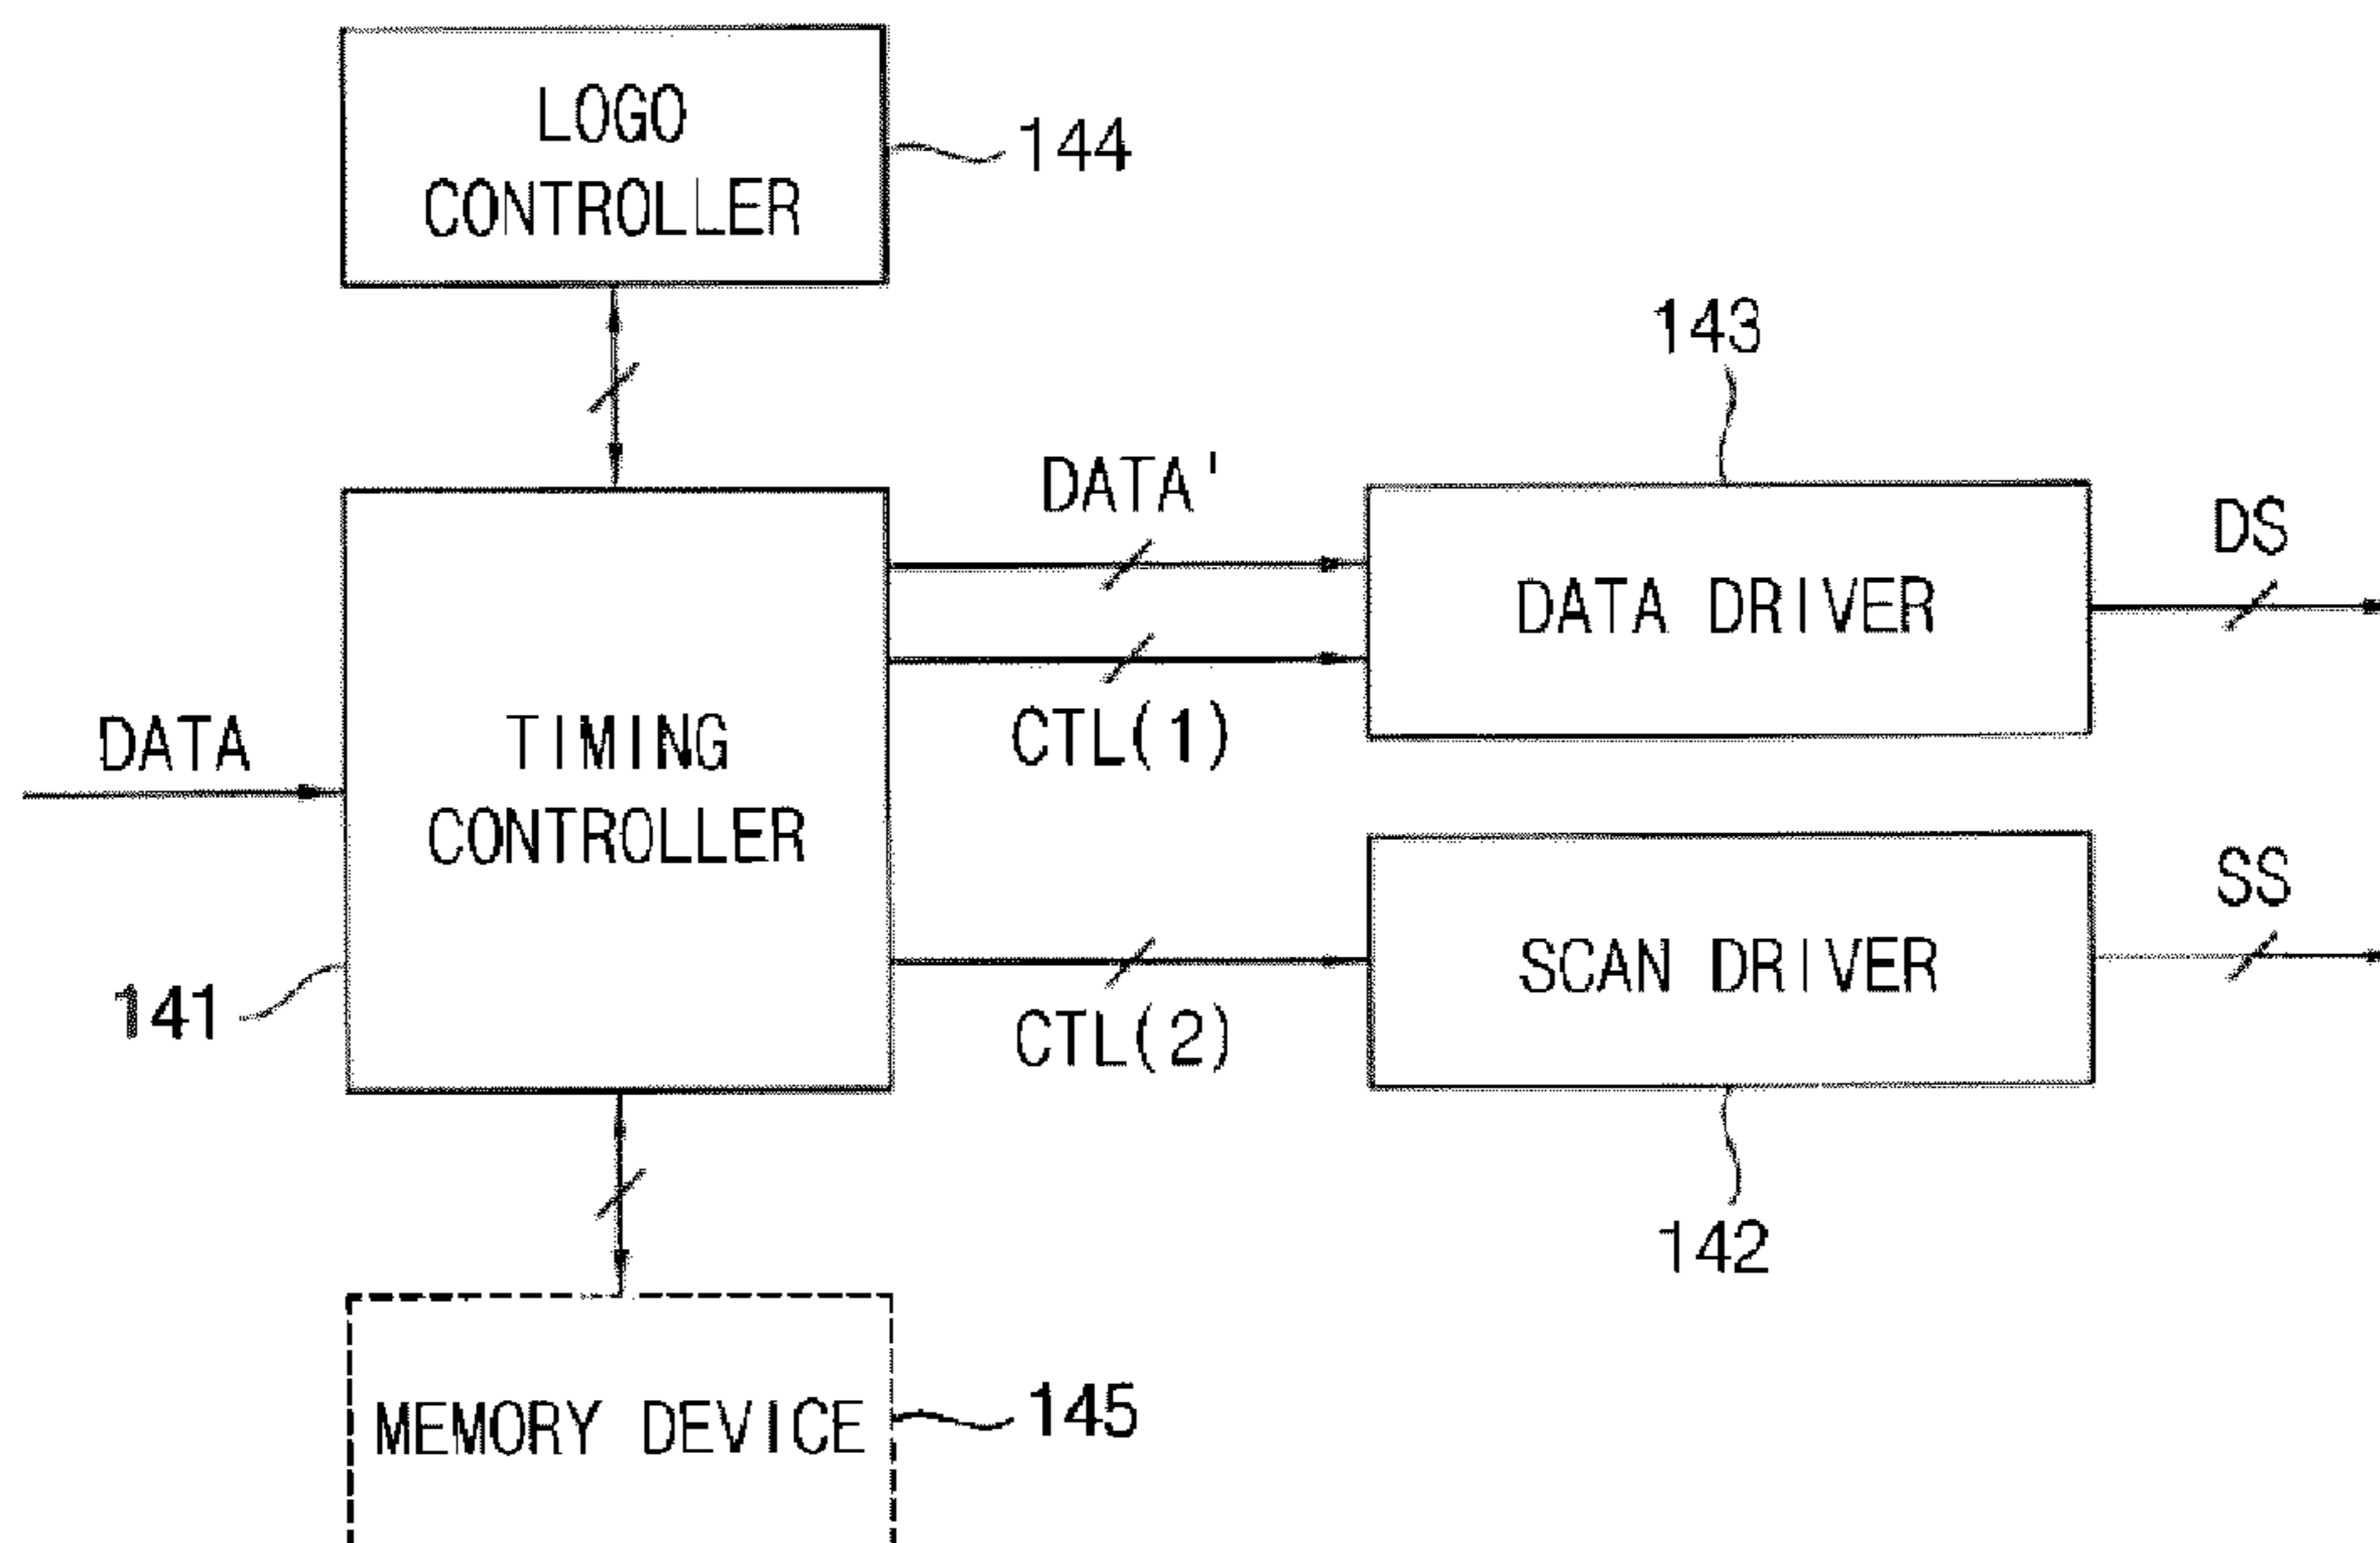 LOGO
CONTROLLER
144
143
DATA'
DS
DATA DRIVER
CTL(1)
DATA
TIMING
CONTROLLER
SS
SCAN DRIVER
141
CTL(2)
142
MEMORY DEVICE
145